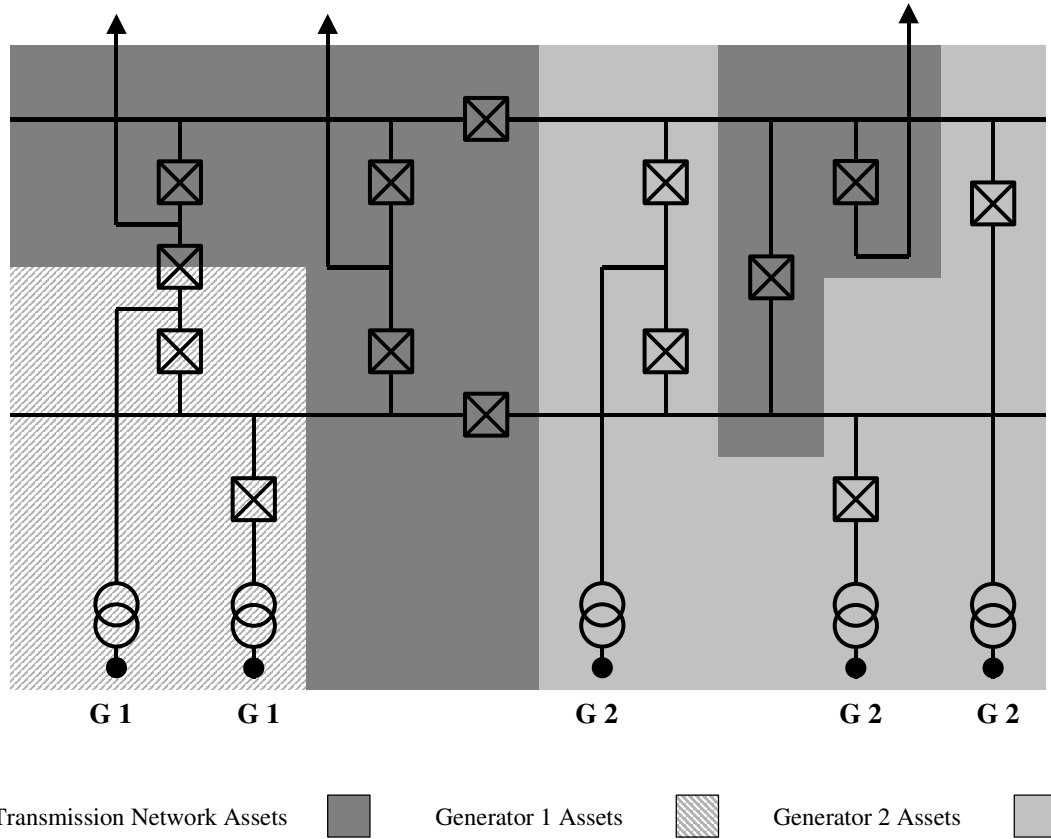 G 1 G 1 G 2 G 2 G 2
Transmission Network Assets Generator 1 Assets Generator 2 Assets